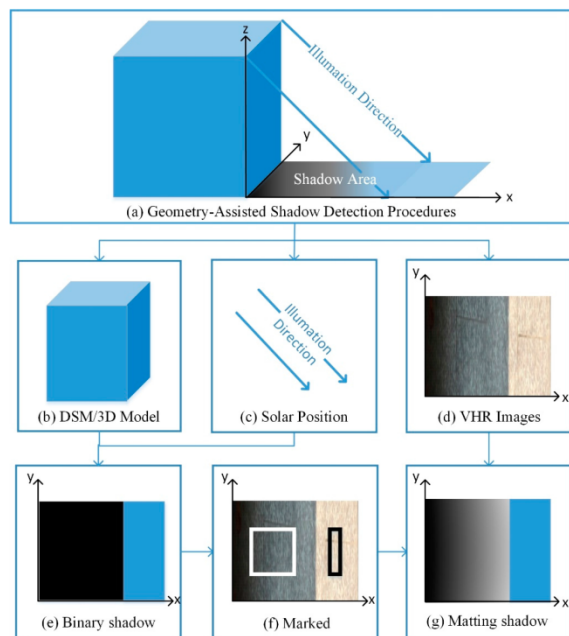 z
Illumation Direction
y
Shadow Area
x
(a) Geometry-Assisted Shadow Detection Procedures
(b) DSM/3D Model
Illumation
Direction
(c) Solar Position
y
x
(d) VHR Images
y
x
(e) Binary shadow
y
x
(f) Marked
y
x
(g) Matting shadow